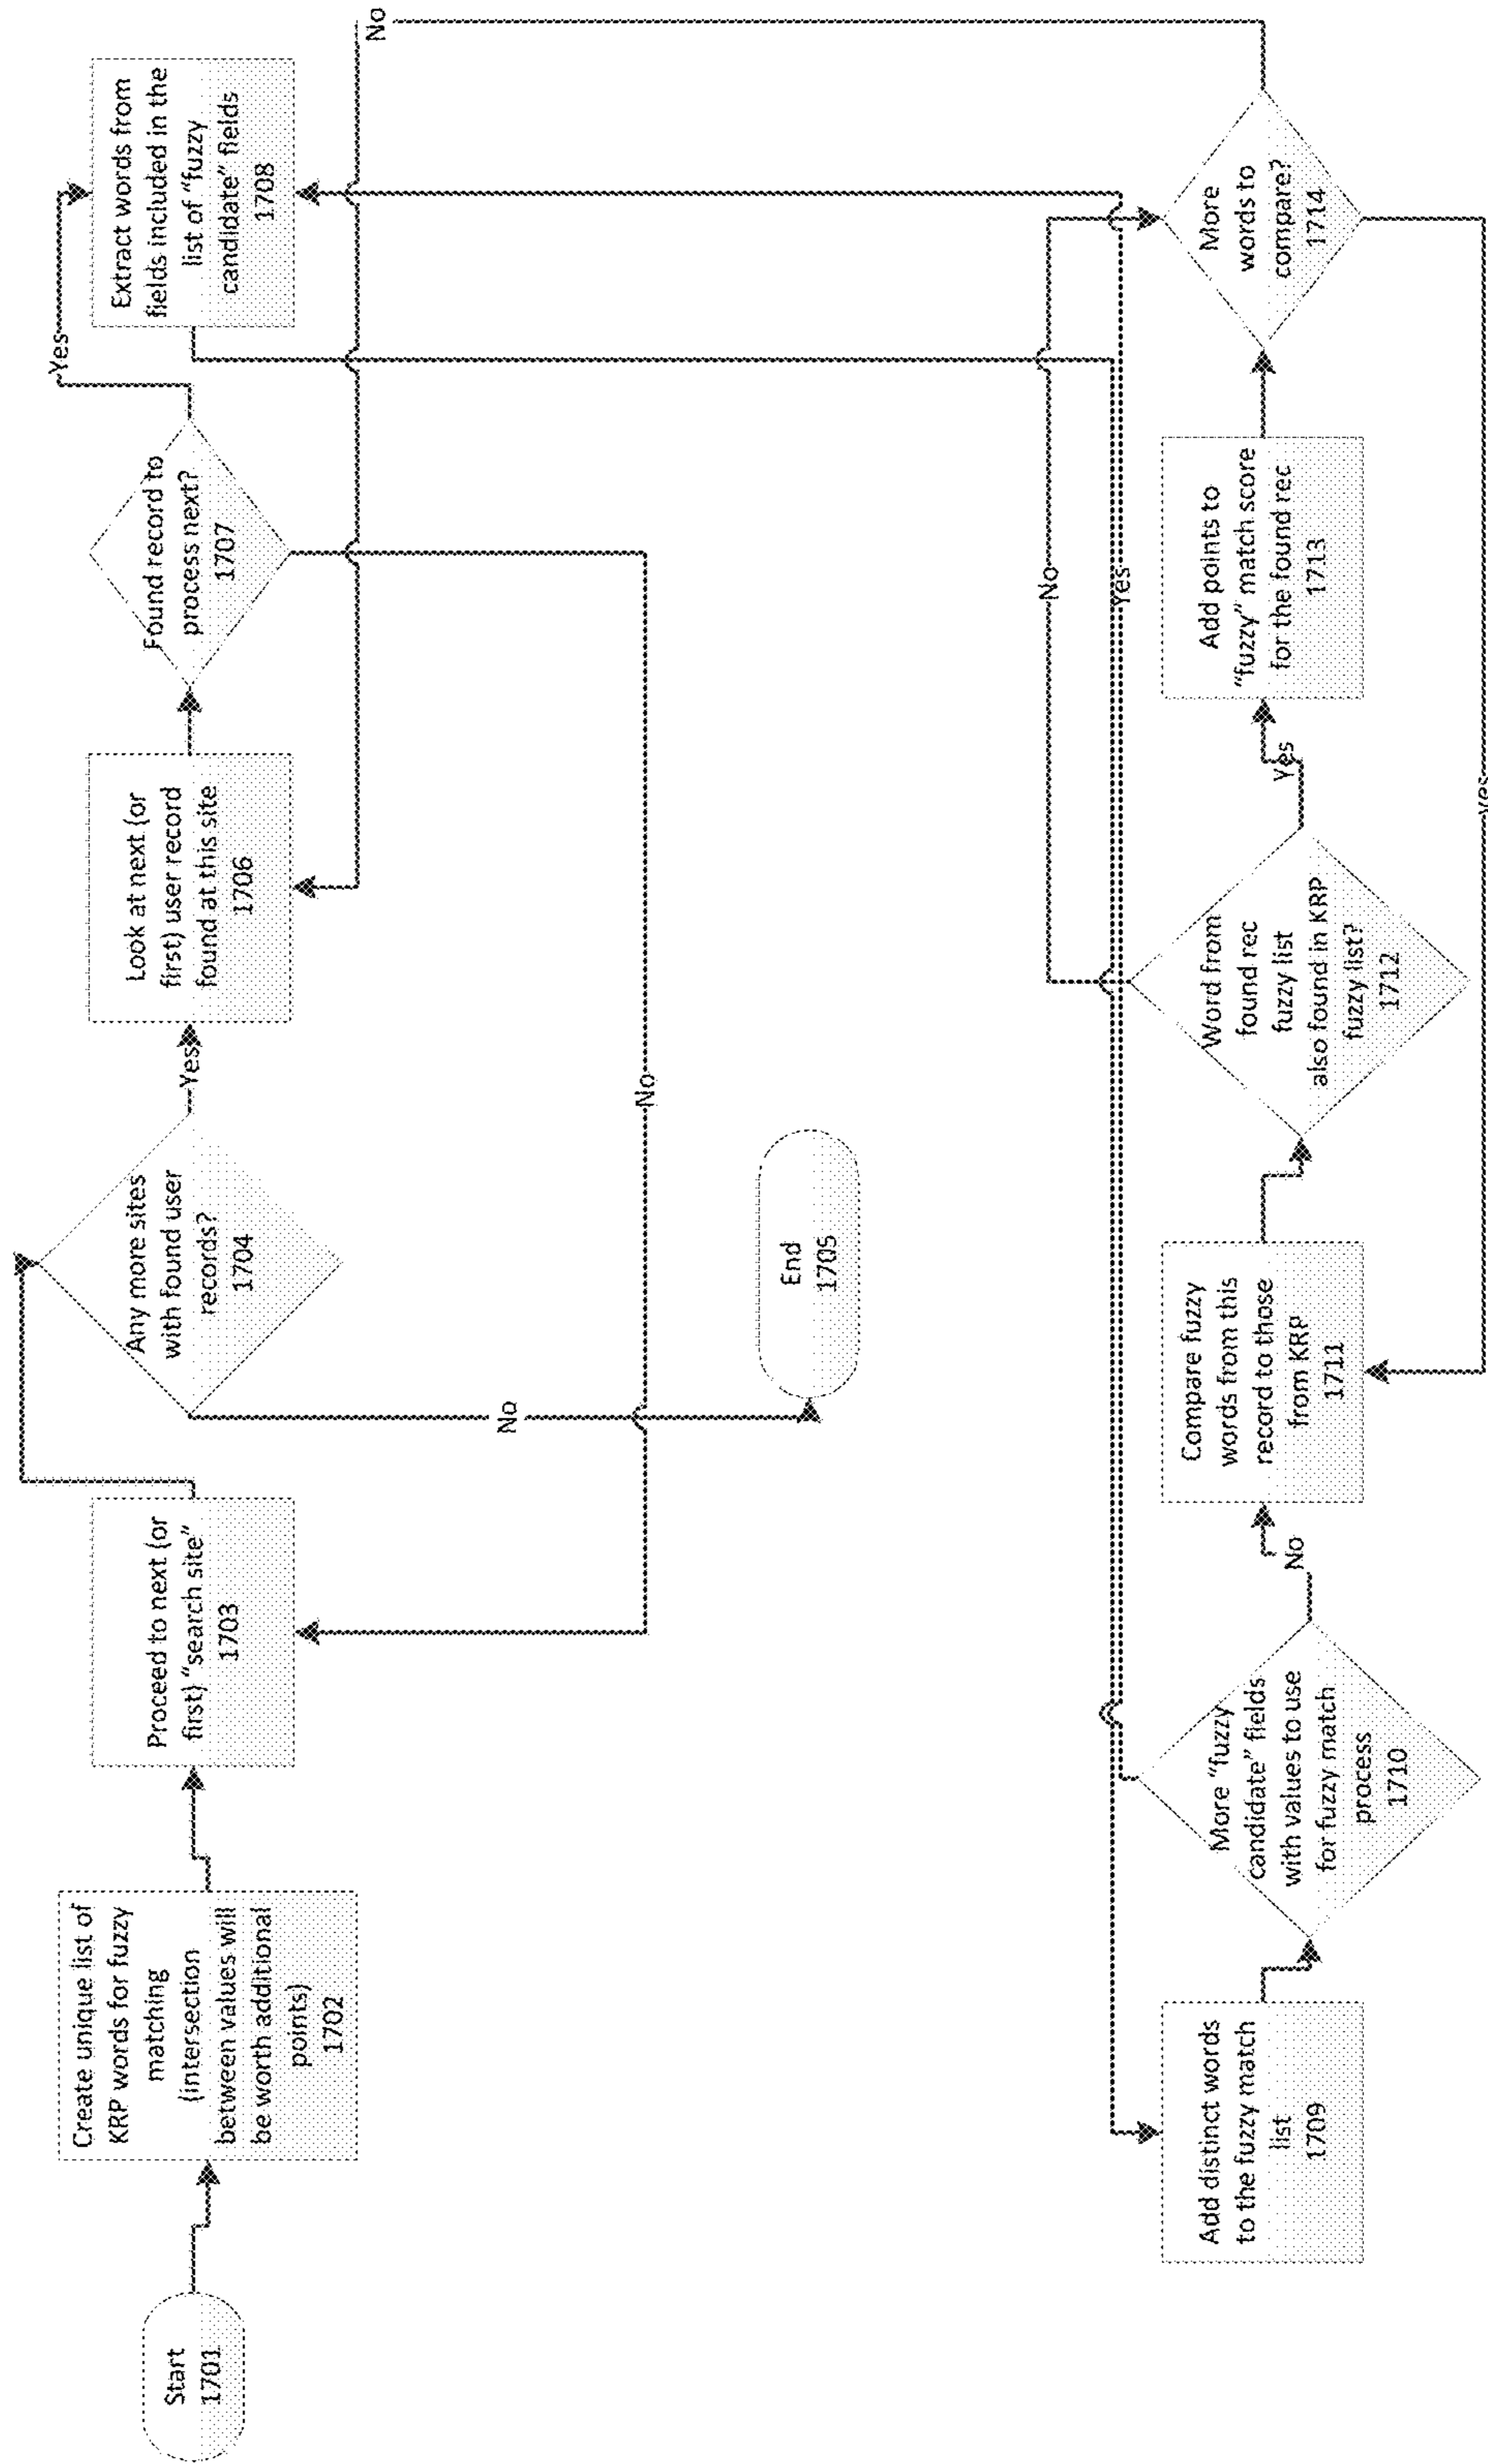 Start
1701
Create unique list of
KRP words for fuzzy
matching
(intersection
between values will
be worth additional
points)
1702
Proceed to next (or
first) “search site”
1703
Any more sites
with found user
records?
1704
Yes
No
End
1705
Look at next (or
first) user record
found at this site
1706
Found record to
process next?
1707
Yes
No
Extract words from
fields included in the
list of “fuzzy
candidate” fields
1708
Add distinct words
to the fuzzy match
list
1709
More “fuzzy
candidate” fields
with values to use
for fuzzy match
process
1710
No
Yes
Compare fuzzy
words from this
record to those
from KRP
1711
Word from
found rec
fuzzy list
also found in KRP
fuzzy list?
1712
No
Yes
Add points to
“fuzzy” match score
for the found rec
1713
More
words to
compare?
1714
No
Yes